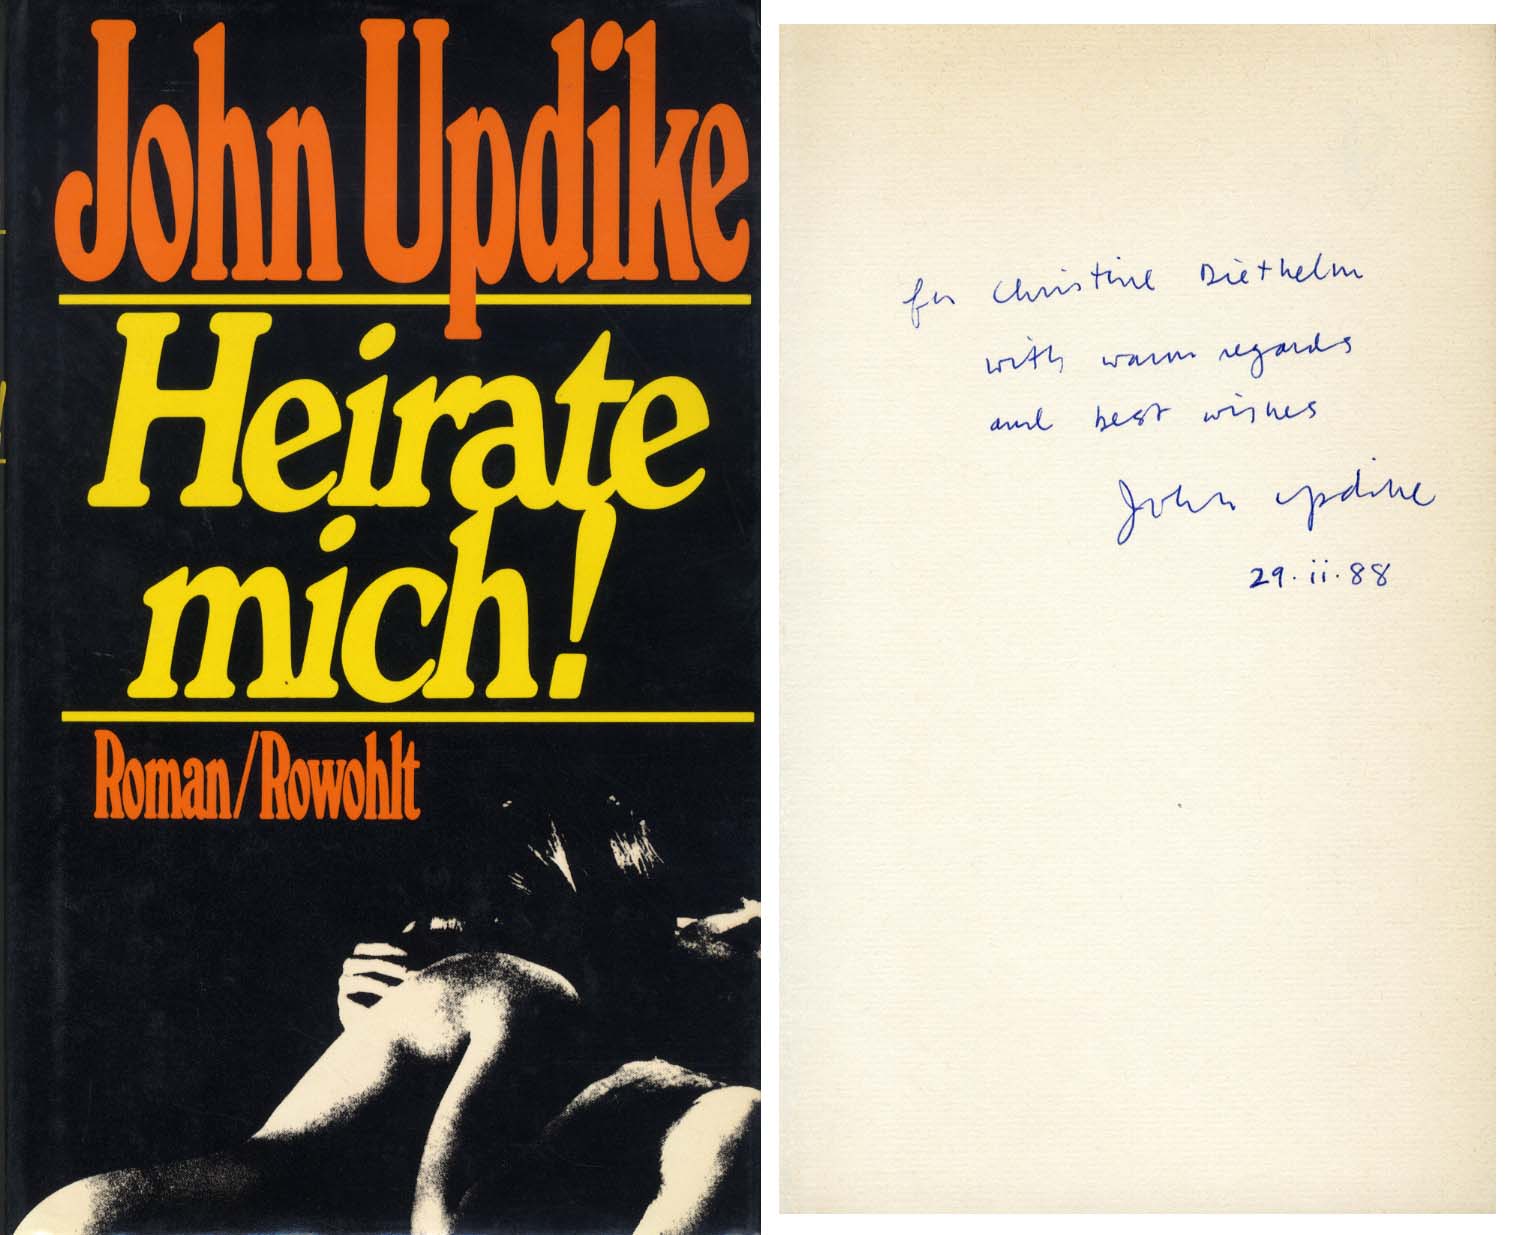 John Updike
Heirate
mich!
Roman/Rowohlt
for Christine Diethelm
with warm regards
and best wishes
John Updike
29.ii.88